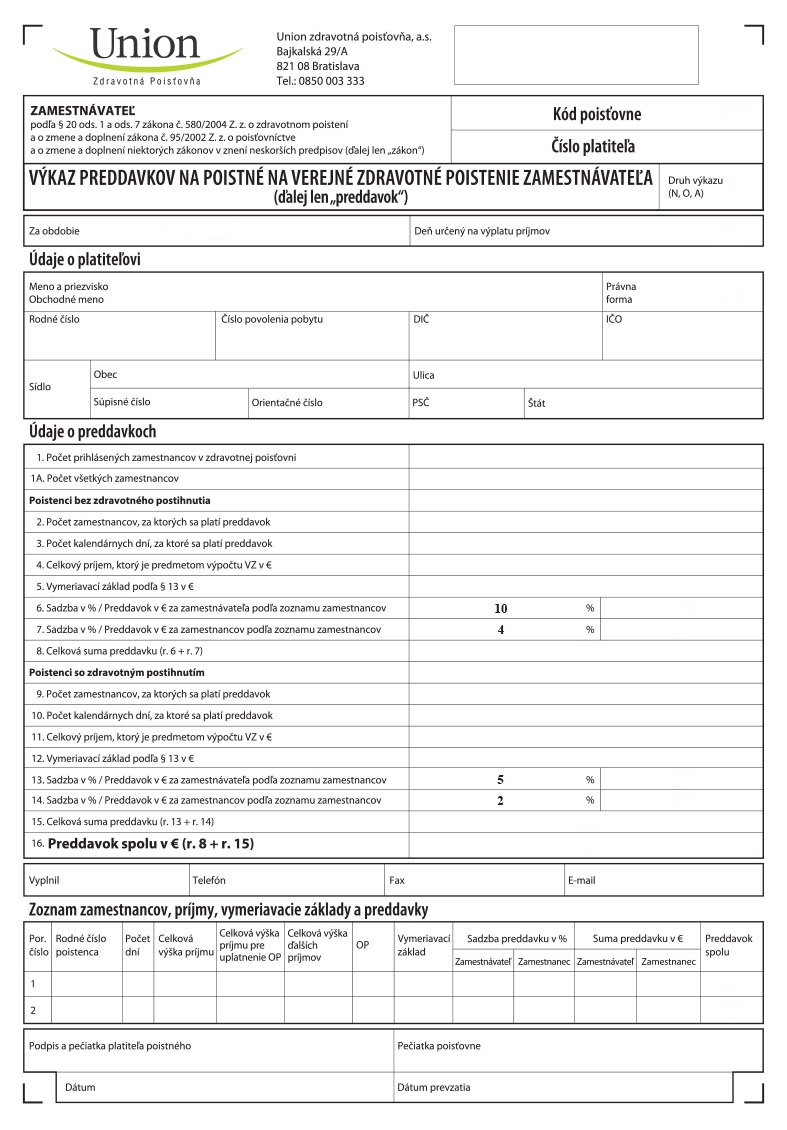 Union
Zdravotná Poisťovňa
Union zdravotná poisťovňa, a.s.
Bajkalská 29/A
821 08 Bratislava
Tel.: 0850 003 333
ZAMESTNÁVATEĽ
podľa § 20 ods. 1 a ods. 7 zákona č. 580/2004 Z. z. o zdravotnom poistení
a o zmene a doplnení zákona č. 95/2002 Z. z. o poisťovníctve
a o zmene a doplnení niektorých zákonov v znení neskorších predpisov (ďalej len „zákon“)
Kód poisťovne
Číslo platiteľa
VÝKAZ PREDDAVKOV NA POISTNÉ NA VEREJNÉ ZDRAVOTNÉ POISTENIE ZAMESTNÁVATEĽA
(ďalej len „preddavok“)
Druh výkazu
(N, O, A)
Za obdobie
Deň určený na výplatu príjmov
Údaje o platiteľovi
Meno a priezvisko
Obchodné meno
Právna
forma
Rodné číslo
Číslo povolenia pobytu
DIČ
IČO
Sídlo
Obec
Ulica
Súpisné číslo
Orientačné číslo
PSČ
Štát
Údaje o preddavkoch
1. Počet prihlásených zamestnancov v zdravotnej poisťovni
1A. Počet všetkých zamestnancov
Poistenci bez zdravotného postihnutia
2. Počet zamestnancov, za ktorých sa platí preddavok
3. Počet kalendárnych dní, za ktoré sa platí preddavok
4. Celkový príjem, ktorý je predmetom výpočtu VZ v €
5. Vymeriavací základ podľa § 13 v €
6. Sadzba v % / Preddavok v € za zamestnávateľa podľa zoznamu zamestnancov 10 %
7. Sadzba v % / Preddavok v € za zamestnancov podľa zoznamu zamestnancov 4 %
8. Celková suma preddavku (r. 6 + r. 7)
Poistenci so zdravotným postihnutím
9. Počet zamestnancov, za ktorých sa platí preddavok
10. Počet kalendárnych dní, za ktoré sa platí preddavok
11. Celkový príjem, ktorý je predmetom výpočtu VZ v €
12. Vymeriavací základ podľa § 13 v €
13. Sadzba v % / Preddavok v € za zamestnávateľa podľa zoznamu zamestnancov 5 %
14. Sadzba v % / Preddavok v € za zamestnancov podľa zoznamu zamestnancov 2 %
15. Celková suma preddavku (r. 13 + r. 14)
16. Preddavok spolu v € (r. 8 + r. 15)
Vyplnil
Telefón
Fax
E-mail
Zoznam zamestnancov, príjmy, vymeriavacie základy a preddavky
Por.
číslo
Rodné číslo
poistenca
Počet
dní
Celková
výška príjmu
Celková výška
príjmu pre
uplatnenie OP
Celková výška
ďalších
príjmov
OP
Vymeriavací
základ
Sadzba preddavku v %
Zamestnávateľ Zamestnanec
Suma preddavku v €
Zamestnávateľ Zamestnanec
Preddavok
spolu
1
2
Podpis a pečiatka platiteľa poistného
Pečiatka poisťovne
Dátum
Dátum prevzatia